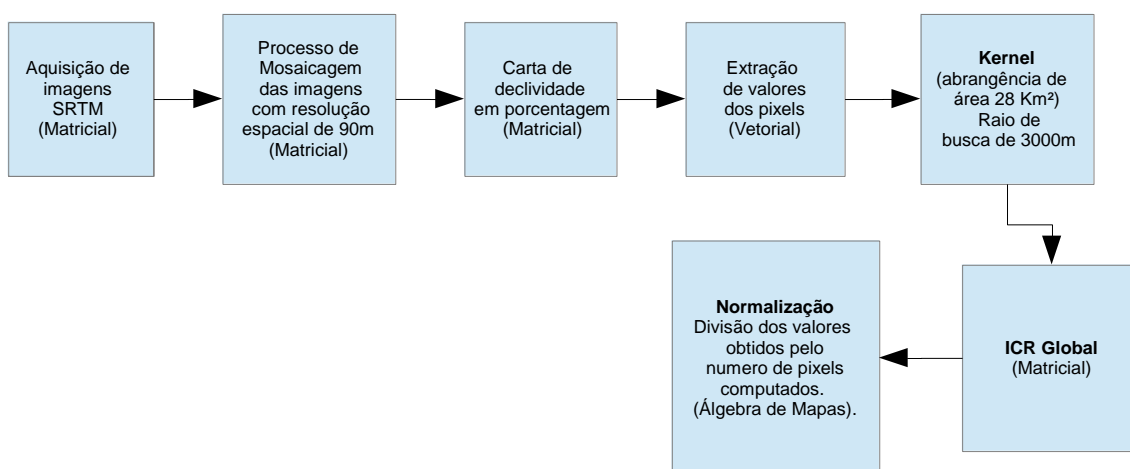 Aquisição de
imagens
SRTM
(Matricial)
Processo de
Mosaicagem
das imagens
com resolução
espacial de 90m
(Matricial)
Carta de
declividade
em porcentagem
(Matricial)
Extração
de valores
dos pixels
(Vetorial)
Kernel
(abrangência de
área 28 Km²)
Raio de
busca de 3000m
Normalização
Divisão dos valores
obtidos pelo
numero de pixels
computados.
(Álgebra de Mapas).
ICR Global
(Matricial)